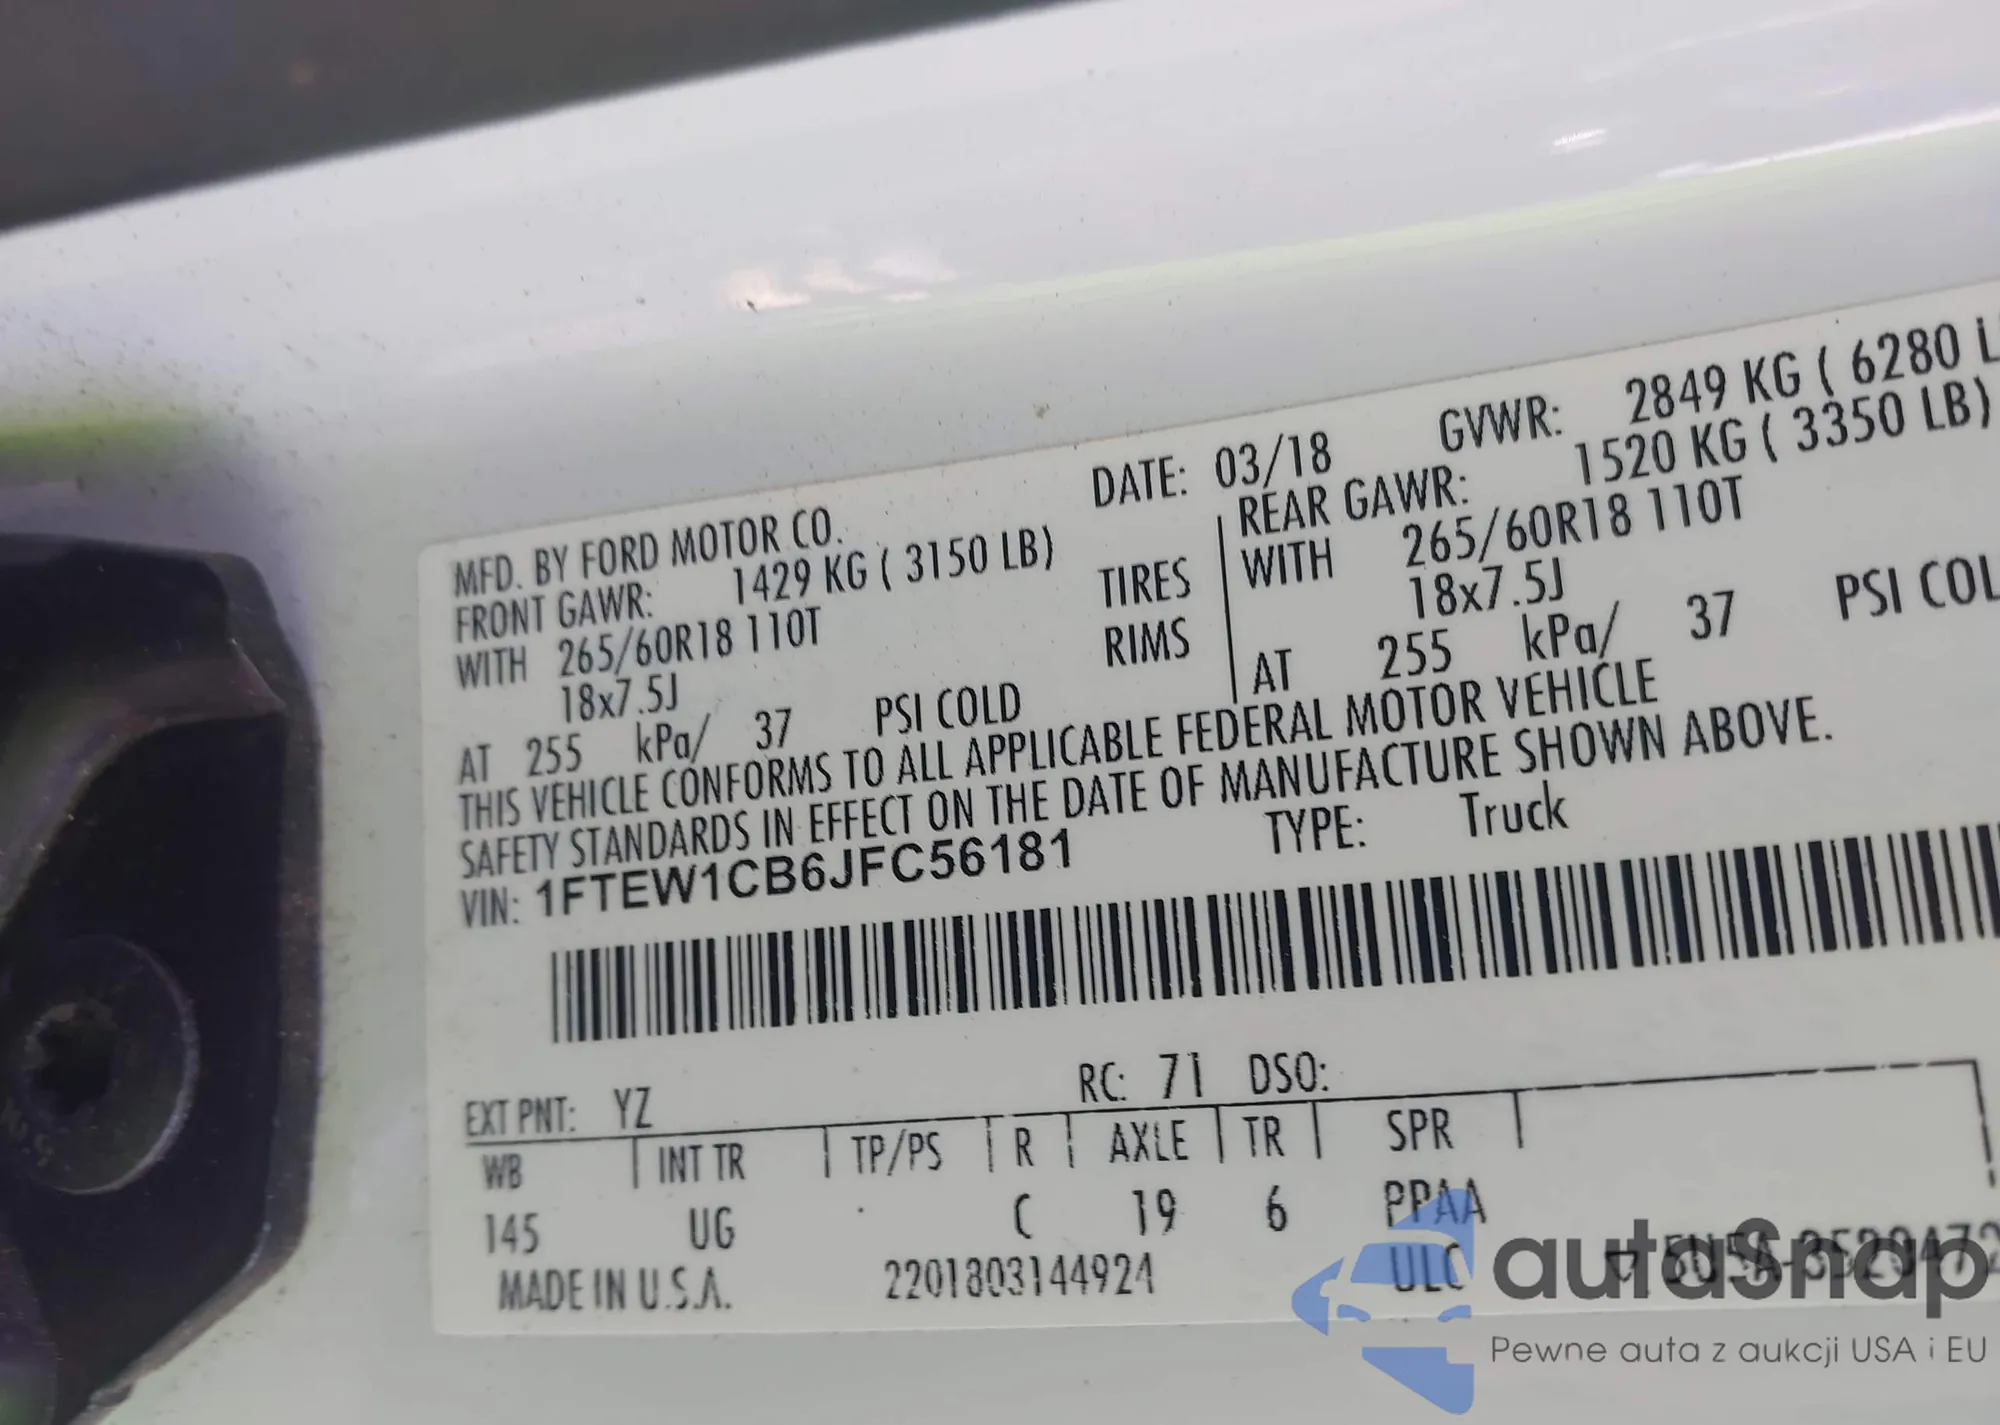 MFD. BY FORD MOTOR CO.
DATE: 03/18
GVWR: 2849 KG ( 6280 L
FRONT GAWR: 1429 KG ( 3150 LB)
REAR GAWR: 1520 KG ( 3350 LB)
WITH 265/60R18 110T
TIRES
WITH 265/60R18 110T
18x7.5J
RIMS
18x7.5J
AT 255 kPa/ 37 PSI COLD
AT 255 kPa/ 37 PSI COL
THIS VEHICLE CONFORMS TO ALL APPLICABLE FEDERAL MOTOR VEHICLE
SAFETY STANDARDS IN EFFECT ON THE DATE OF MANUFACTURE SHOWN ABOVE.
VIN: 1FTEW1CB6JFC56181
TYPE: Truck
EXT PNT: YZ
RC: 71 DSO:
WB INT TR TP/PS R AXLE TR SPR
145 UG C 19 6 PPAA
MADE IN U.S.A.
2201803144924
ULC
autoSnap
Pewne auta z aukcji USA i EU